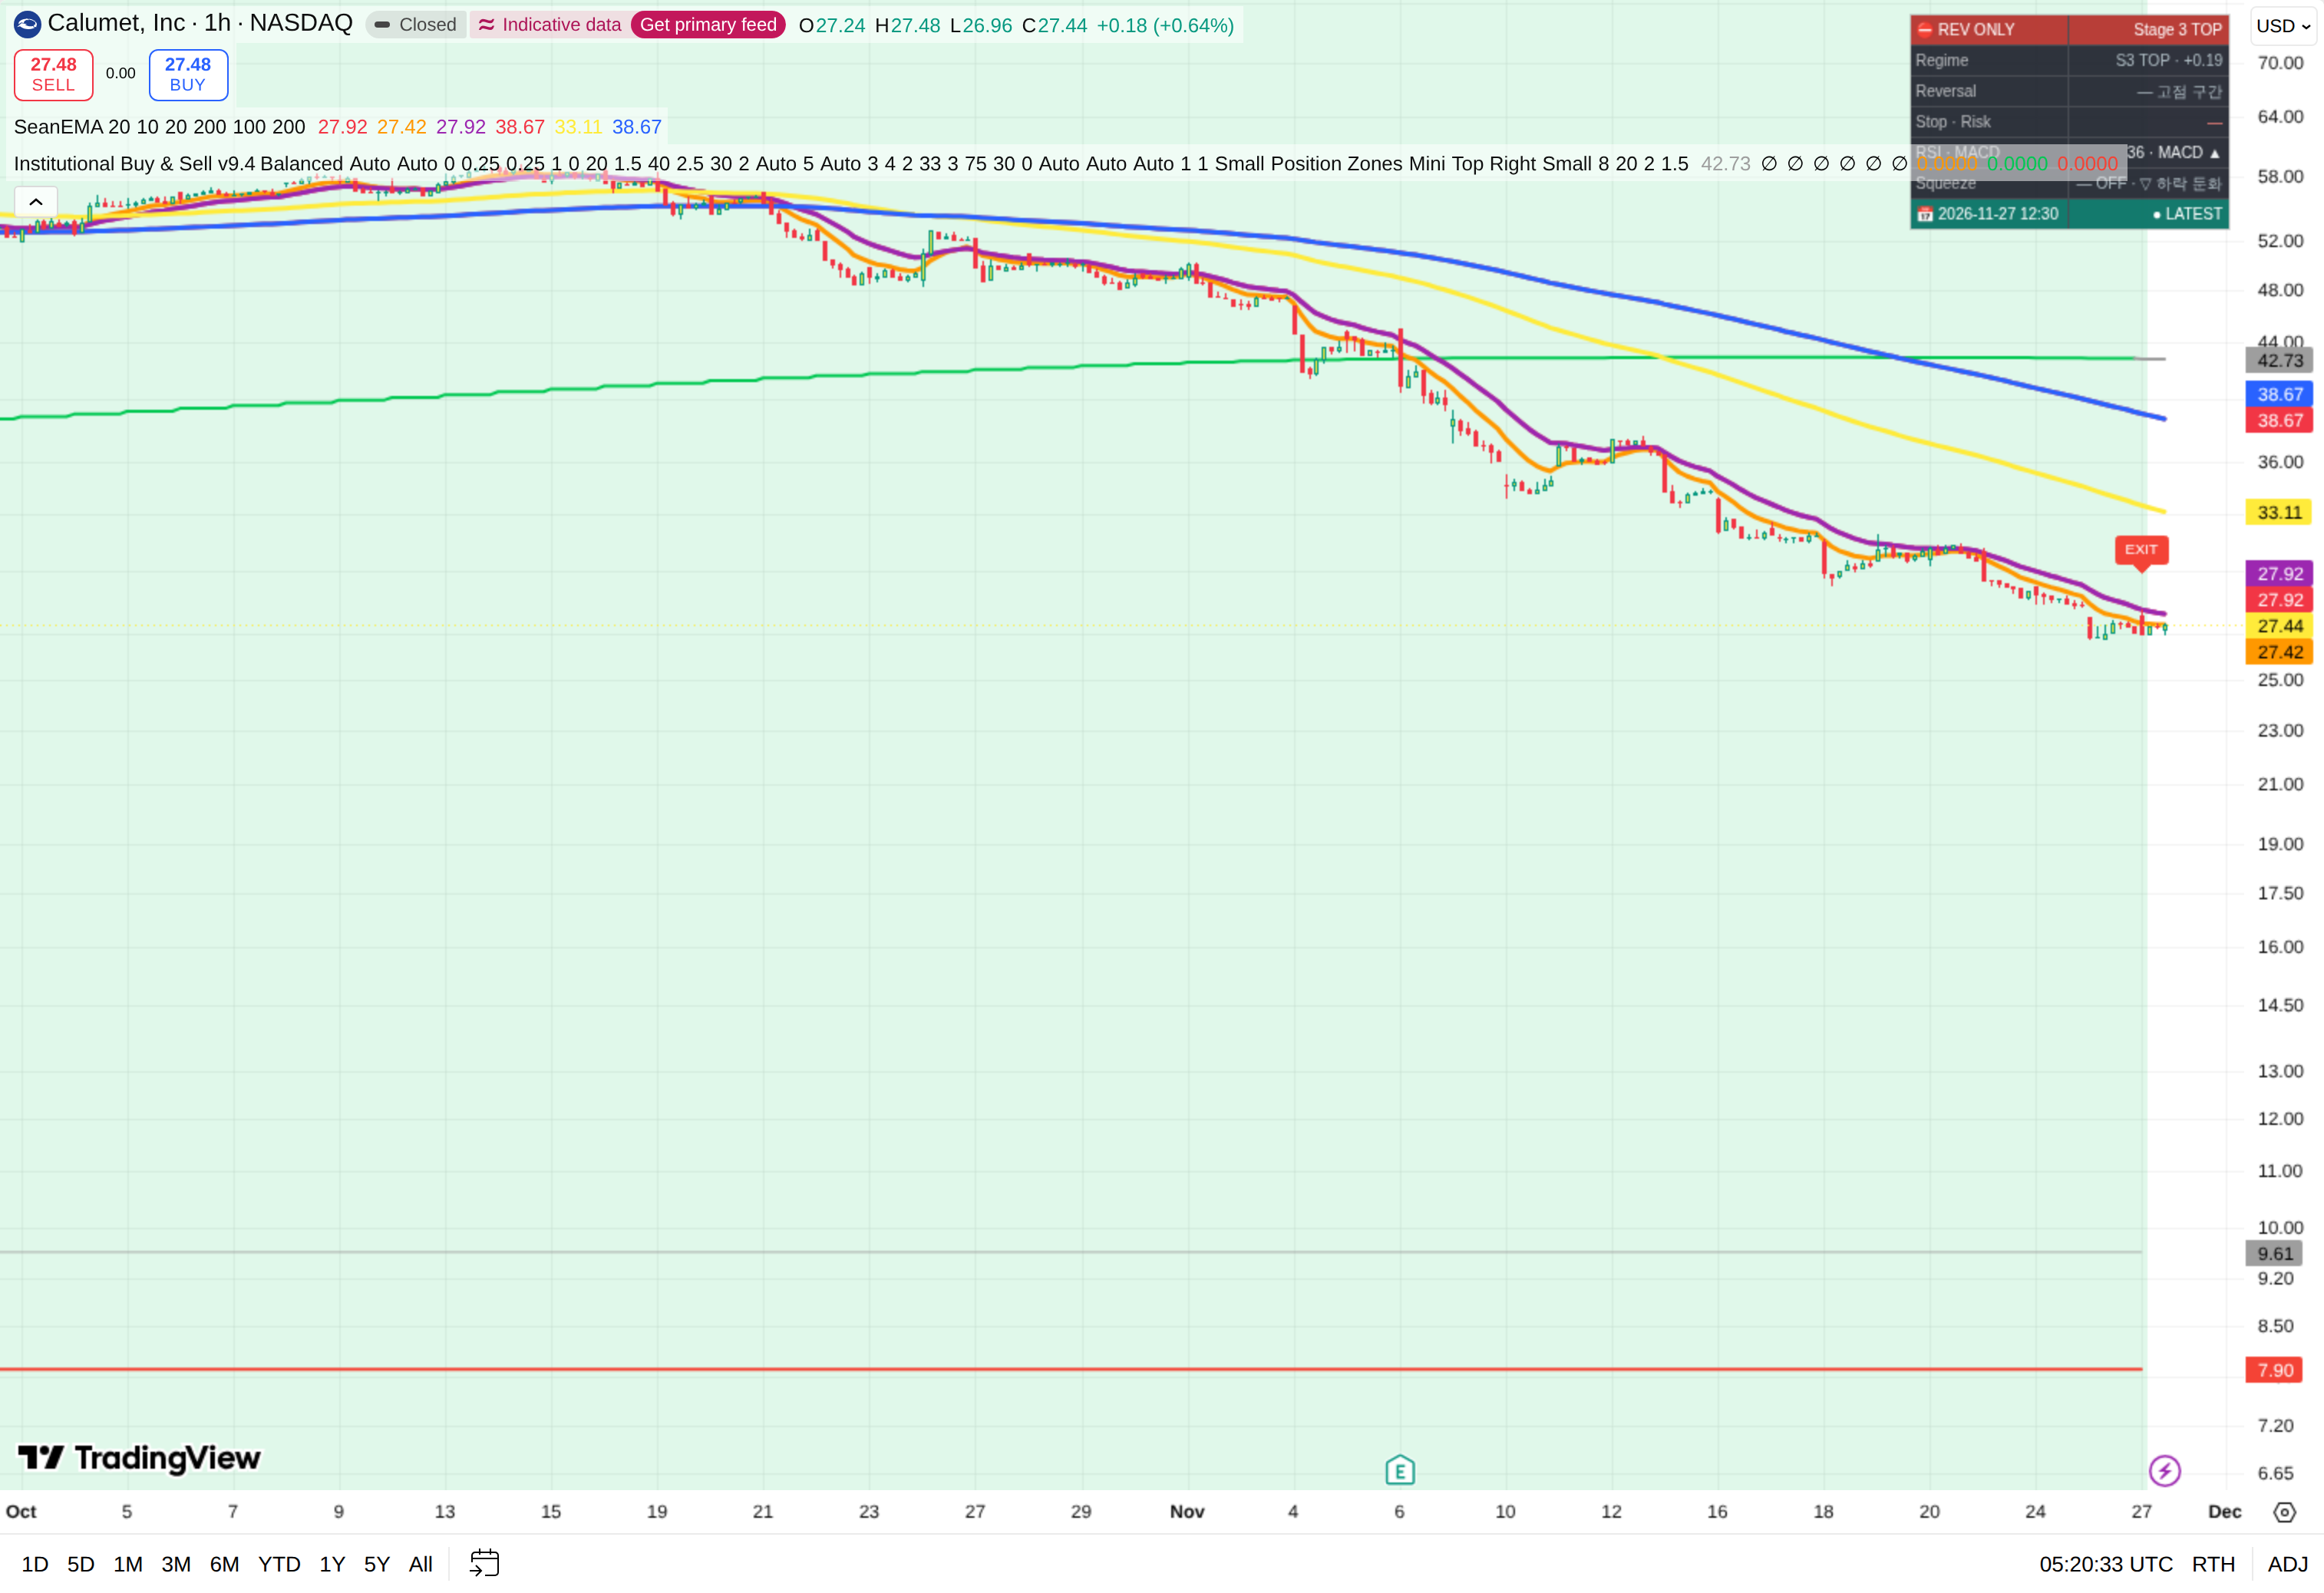 Calumet, Inc · 1h · NASDAQ Closed Indicative data Get primary feed O27.24 H27.48 L26.96 C27.44 +0.18 (+0.64%)
27.48 SELL 0.00 27.48 BUY
SeanEMA 20 10 20 200 100 200 27.92 27.42 27.92 38.67 33.11 38.67
Institutional Buy & Sell v9.4 Balanced Auto Auto 0 0.25 0.25 1 0 20 1.5 40 2.5 30 2 Auto 5 Auto 3 4 2 33 3 75 30 0 Auto Auto Auto 1 1 Small Position Zones Mini Top Right Small 8 20 2 1.5 42.73 ∅ ∅ ∅ ∅ ∅ ∅ 0.0000 0.0000 0.0000
REV ONLY Stage 3 TOP
Regime S3 TOP · +0.19
Reversal — 고점 구간
Stop · Risk —
RSI · MACD 36 · MACD ▲
Squeeze — OFF · ▽ 하락 둔화
2026-11-27 12:30 ● LATEST
USD
70.00
64.00
58.00
52.00
48.00
44.00
42.73
38.67
38.67
36.00
33.11
EXIT
27.92
27.92
27.44
27.42
25.00
23.00
21.00
19.00
17.50
16.00
14.50
13.00
12.00
11.00
10.00
9.61
9.20
8.50
7.90
7.20
6.65
TradingView
E
Oct 5 7 9 13 15 19 21 23 27 29 Nov 4 6 10 12 16 18 20 24 27 Dec
1D 5D 1M 3M 6M YTD 1Y 5Y All 05:20:33 UTC RTH ADJ